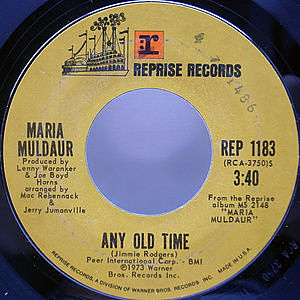 r
REPRISE RECORDS
MARIA
MULDAUR
Produced by
Lenny Waronker
& Joe Boyd
Horns
arranged by
Mac Rebennack
&
Jerry Jumonville
REP 1183
(RCA-3750)S
3:40
From the Reprise
album MS 2148
"MARIA
MULDAUR"
ANY OLD TIME
(Jimmie Rodgers)
Peer International Corp. - BMI
℗1973 Warner
Bros. Records Inc.
REPRISE RECORDS, A DIVISION OF WARNER BROS. RECORDS INC. MADE IN U.S.A.